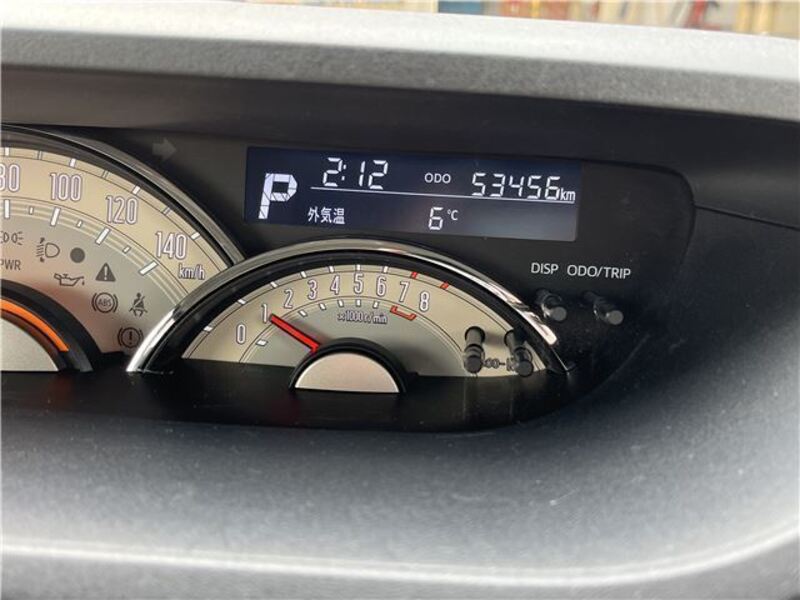 P 2:12 ODO 53456km
外気温 6℃
80 100 120 140 km/h
PWR
ABS
DISP ODO/TRIP
0 1 2 3 4 5 6 7 8
x1000r/min